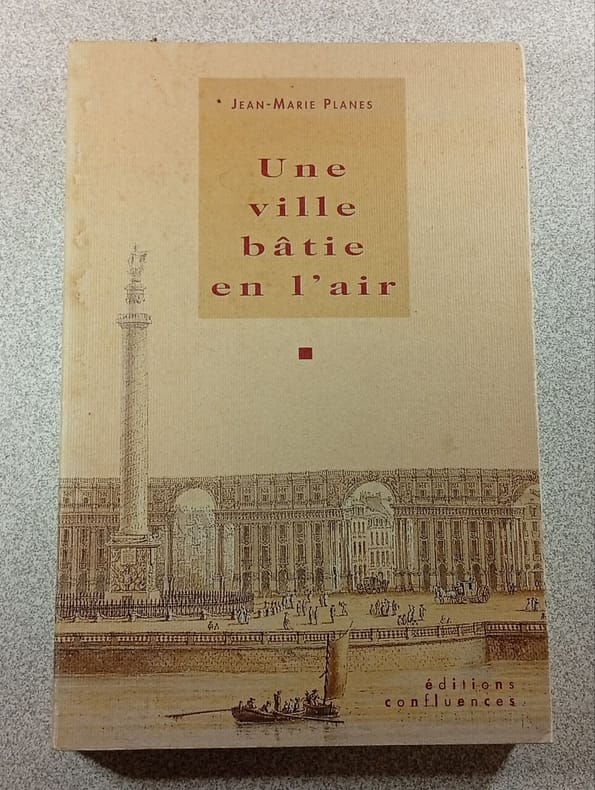 Jean-Marie Planes
Une
ville
bâtie
en l'air
éditions
confluences